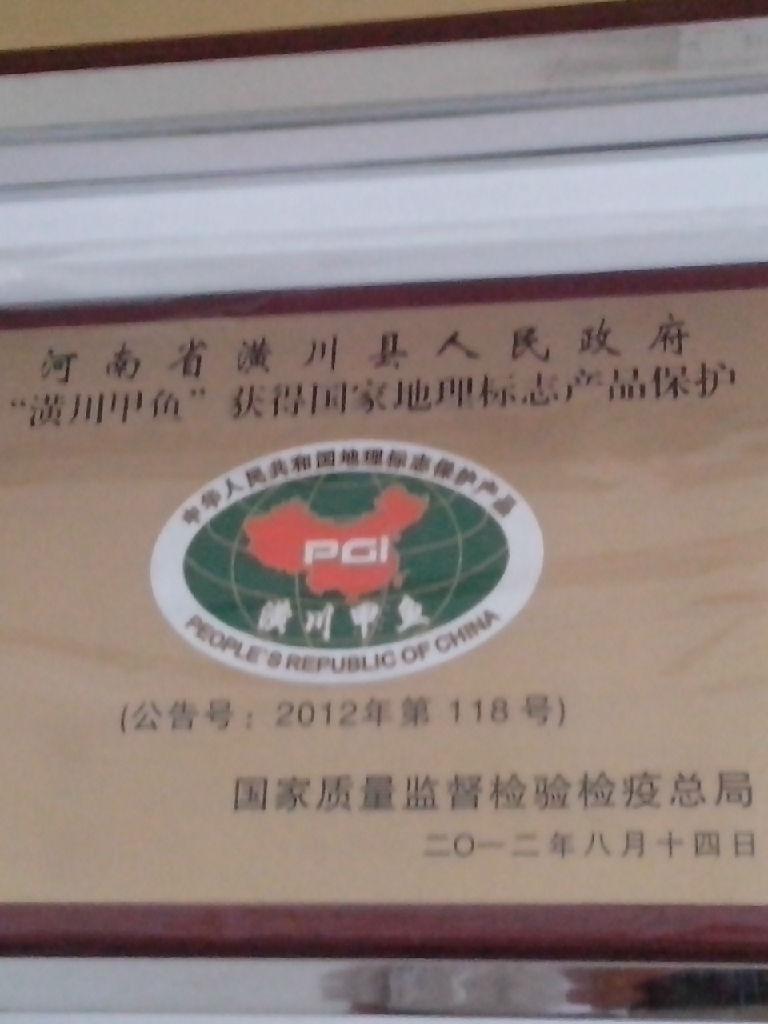 河南省潢川县人民政府
“潢川甲鱼”获得国家地理标志产品保护
中华人民共和国地理标志保护产品
PGI
潢川甲鱼
PEOPLE'S REPUBLIC OF CHINA
(公告号：2012年第118号)
国家质量监督检验检疫总局
二〇一二年八月十四日